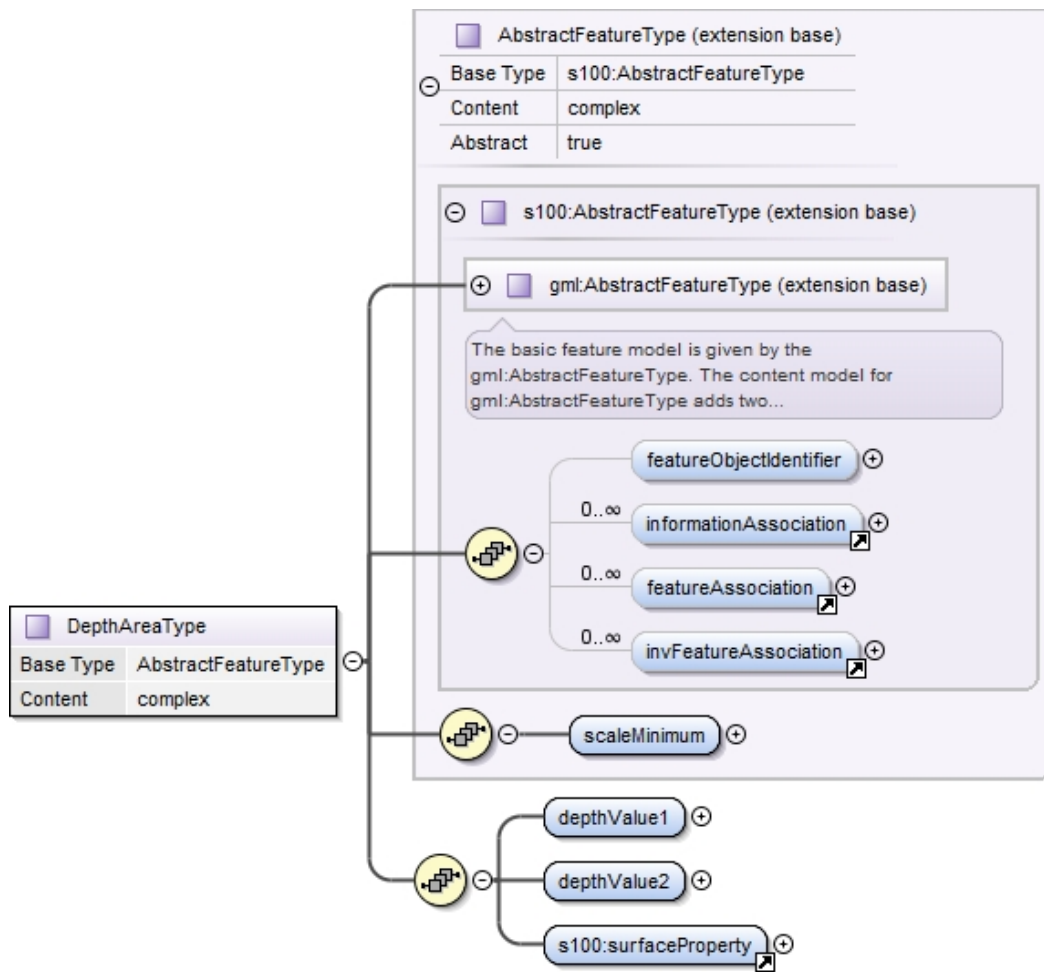 AbstractFeatureType (extension base)
Base Type s100:AbstractFeatureType
Content complex
Abstract true
s100:AbstractFeatureType (extension base)
gml:AbstractFeatureType (extension base)
The basic feature model is given by the
gml:AbstractFeatureType. The content model for
gml:AbstractFeatureType adds two...
featureObjectIdentifier
0..∞
informationAssociation
0..∞
featureAssociation
0..∞
invFeatureAssociation
DepthAreaType
Base Type AbstractFeatureType
Content complex
scaleMinimum
depthValue1
depthValue2
s100:surfaceProperty